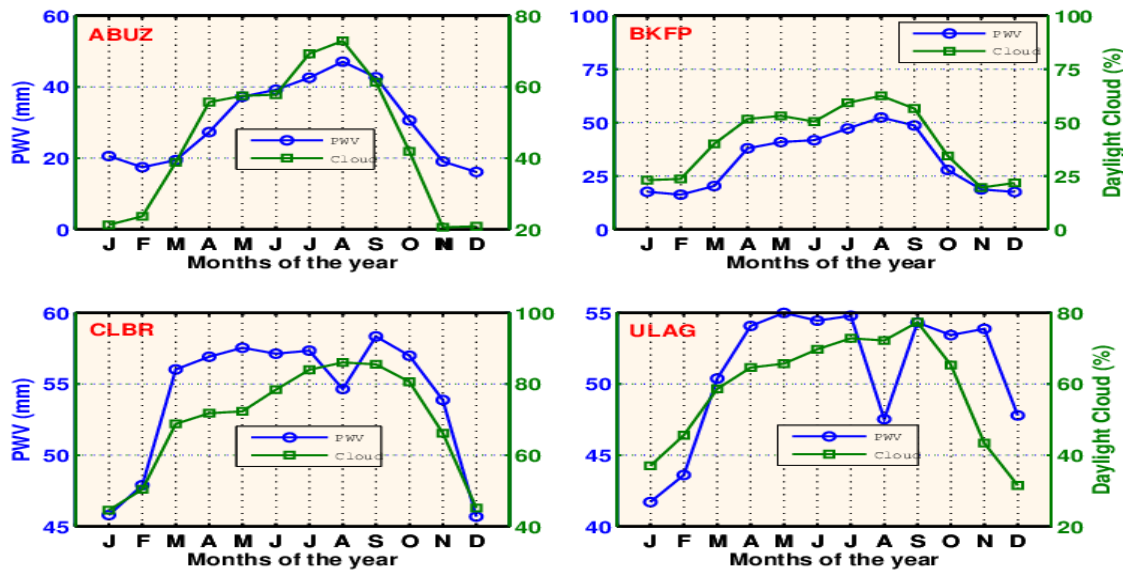 ABUZ
PWV (mm)
60
40
20
0
80
60
40
20
PWV
Cloud
J F M A M J J A S O N D
Months of the year
BKFP
100
75
50
25
0
100
75
50
25
0
Daylight Cloud (%)
PWV
Cloud
J F M A M J J A S O N D
Months of the year
CLBR
PWV (mm)
60
55
50
45
100
80
60
40
PWV
Cloud
J F M A M J J A S O N D
Months of the year
ULAG
55
50
45
40
80
60
40
20
Daylight Cloud (%)
PWV
Cloud
J F M A M J J A S O N D
Months of the year